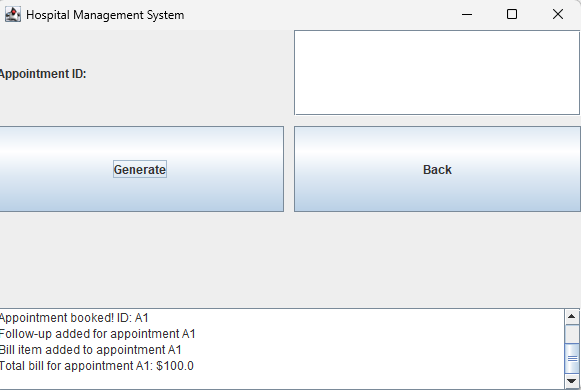 Hospital Management System
Appointment ID:
Generate
Back
Appointment booked! ID: A1
Follow-up added for appointment A1
Bill item added to appointment A1
Total bill for appointment A1: $100.0